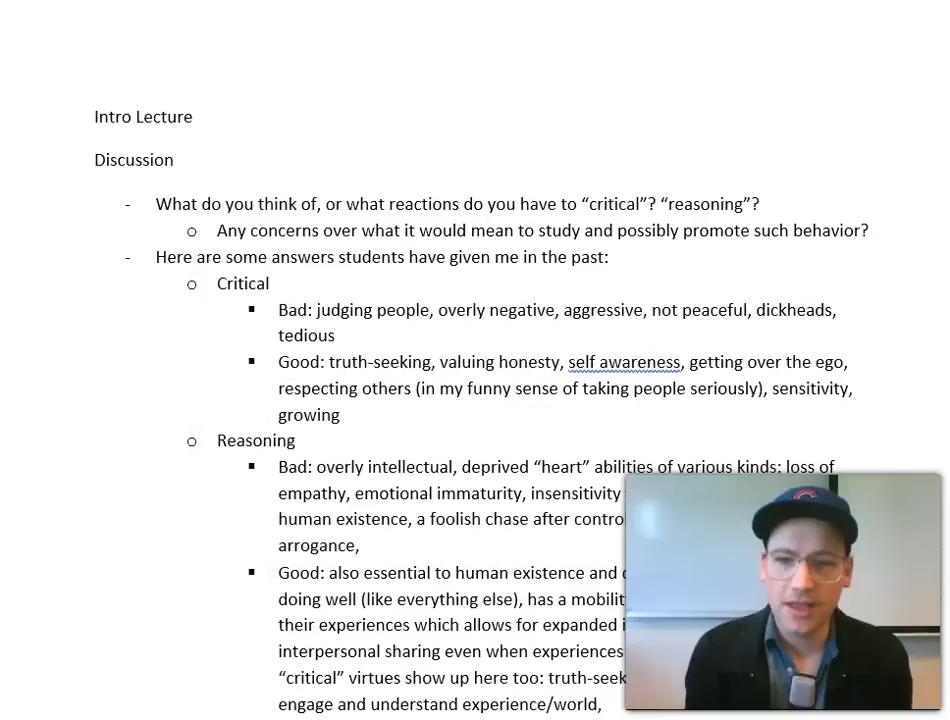 Intro Lecture
Discussion
- What do you think of, or what reactions do you have to “critical”? “reasoning”?
o Any concerns over what it would mean to study and possibly promote such behavior?
- Here are some answers students have given me in the past:
o Critical
▪ Bad: judging people, overly negative, aggressive, not peaceful, dickheads,
tedious
▪ Good: truth-seeking, valuing honesty, self awareness, getting over the ego,
respecting others (in my funny sense of taking people seriously), sensitivity,
growing
o Reasoning
▪ Bad: overly intellectual, deprived “heart” abilities of various kinds: loss of
empathy, emotional immaturity, insensitivity
human existence, a foolish chase after
arrogance,
▪ Good: also essential to human existence and
doing well (like everything else), has a
their experiences which allows for expanded
interpersonal sharing even when experiences
“critical” virtues show up here too:
engage and understand experience/world,